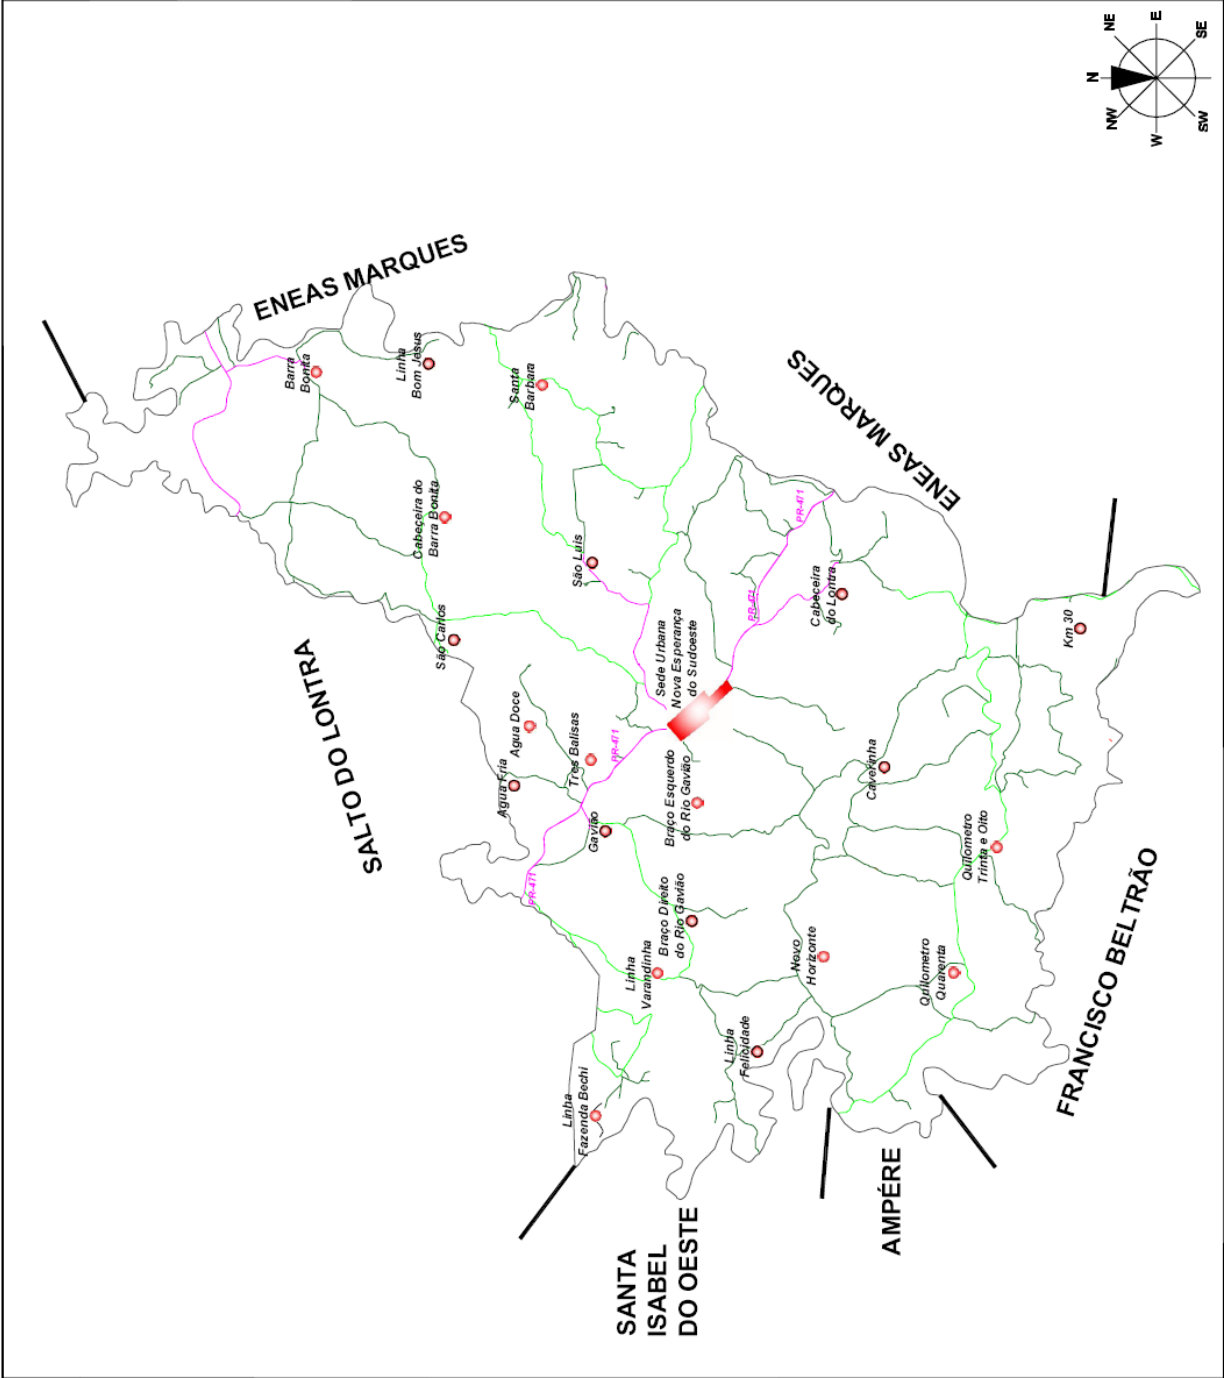 N
NE
E
SE
SW
W
NW
ENEAS MARQUES
Barra
Bonita
Linha
Bom Jesus
Santa
Barbara
ENEAS MARQUES
Cabeçeira do
Barra Bonita
São Luis
PR-471
PR-471
Cabeceira
do Lontra
Km 30
São Carlos
Sede Urbana
Nova Esperança
do Sudoeste
SALTO DO LONTRA
Agua Doce
Agua Fria
Tres Balisas
PR-471
Gavião
Braço Esquerdo
do Rio Gavião
Caverinha
Quilometro
Trinta e Oito
PR-471
Braço Direito
do Rio Gavião
Linha
Varandinha
Novo
Horizonte
Quilometro
Quarenta
Linha
Felicidade
Linha
Fazenda Bechi
FRANCISCO BELTRÃO
AMPÉRE
SANTA
ISABEL
DO OESTE